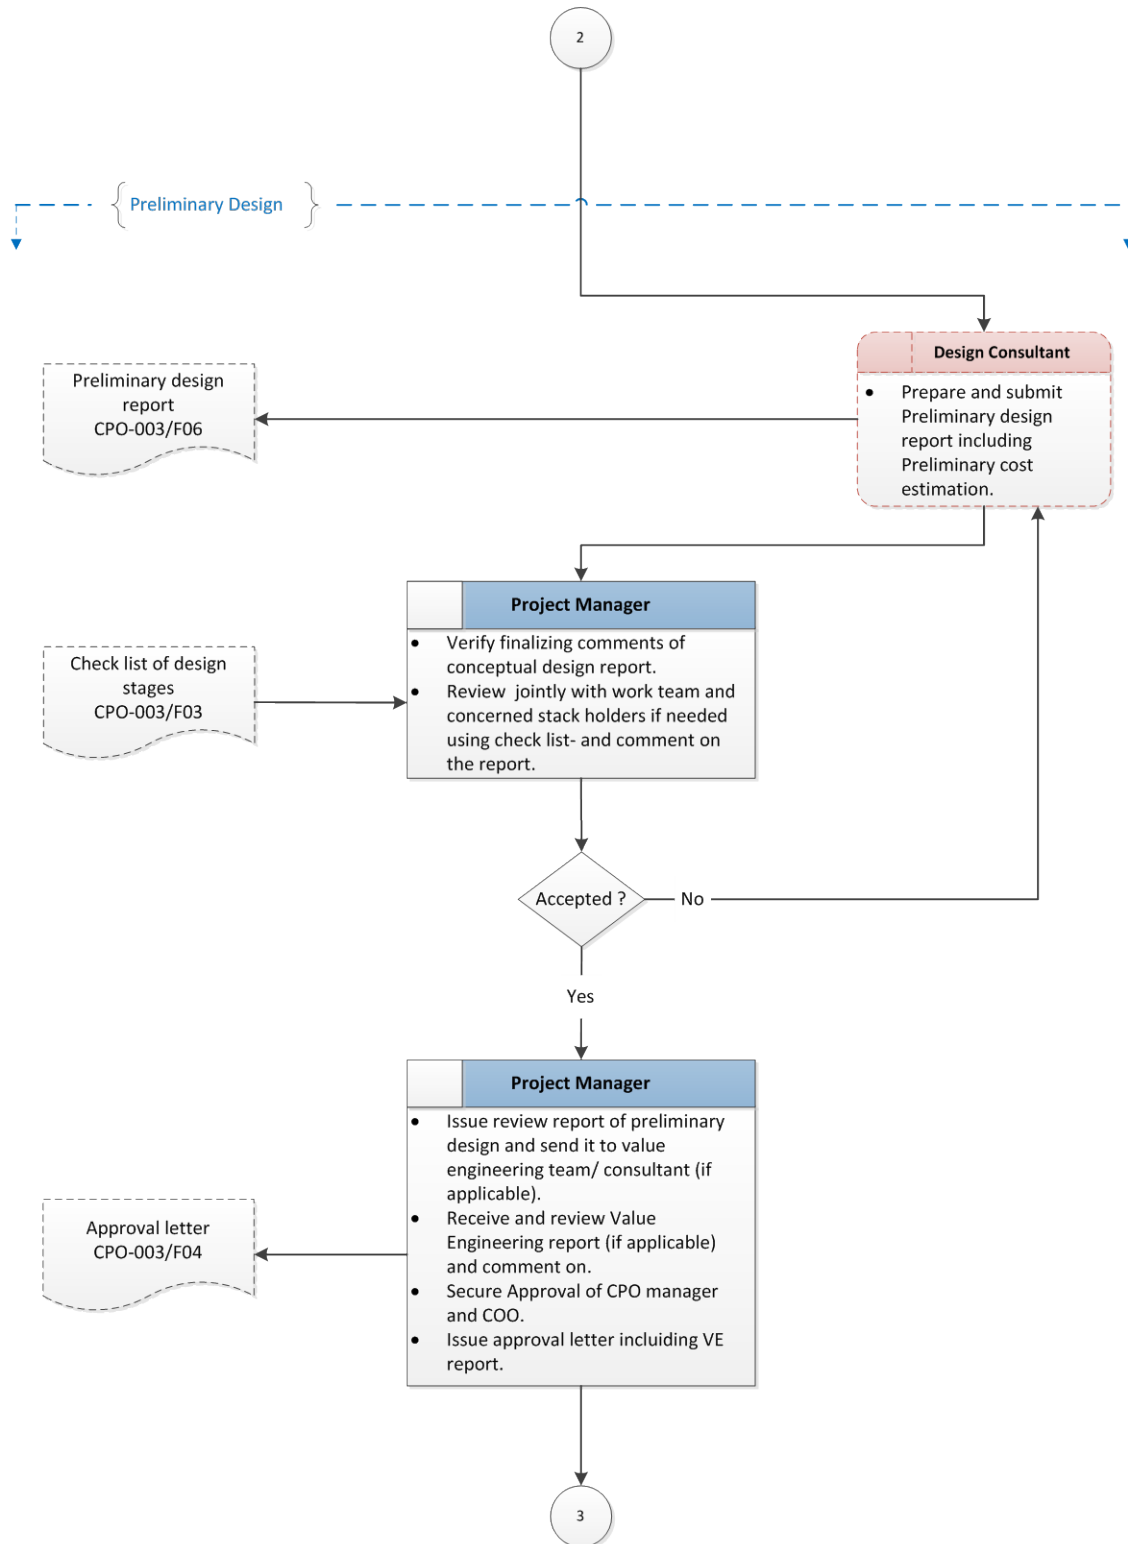 2
Preliminary Design
Design Consultant
• Prepare and submit
Preliminary design
report including
Preliminary cost
estimation.
Preliminary design
report
CPO-003/F06
Project Manager
• Verify finalizing comments of
conceptual design report.
• Review jointly with work team and
concerned stack holders if needed
using check list- and comment on
the report.
Check list of design
stages
CPO-003/F03
Accepted ?
No
Yes
Project Manager
• Issue review report of preliminary
design and send it to value
engineering team/ consultant (if
applicable).
• Receive and review Value
Engineering report (if applicable)
and comment on.
• Secure Approval of CPO manager
and COO.
• Issue approval letter incluiding VE
report.
Approval letter
CPO-003/F04
3